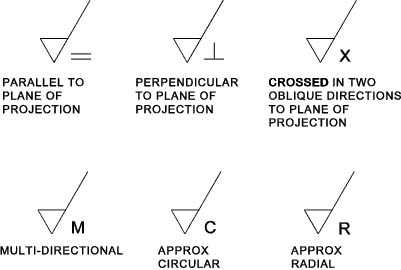 =
⊥
X
PARALLEL TO
PLANE OF
PROJECTION
PERPENDICULAR
TO PLANE OF
PROJECTION
CROSSED IN TWO
OBLIQUE DIRECTIONS
TO PLANE OF
PROJECTION
M
C
R
MULTI-DIRECTIONAL
APPROX
CIRCULAR
APPROX
RADIAL